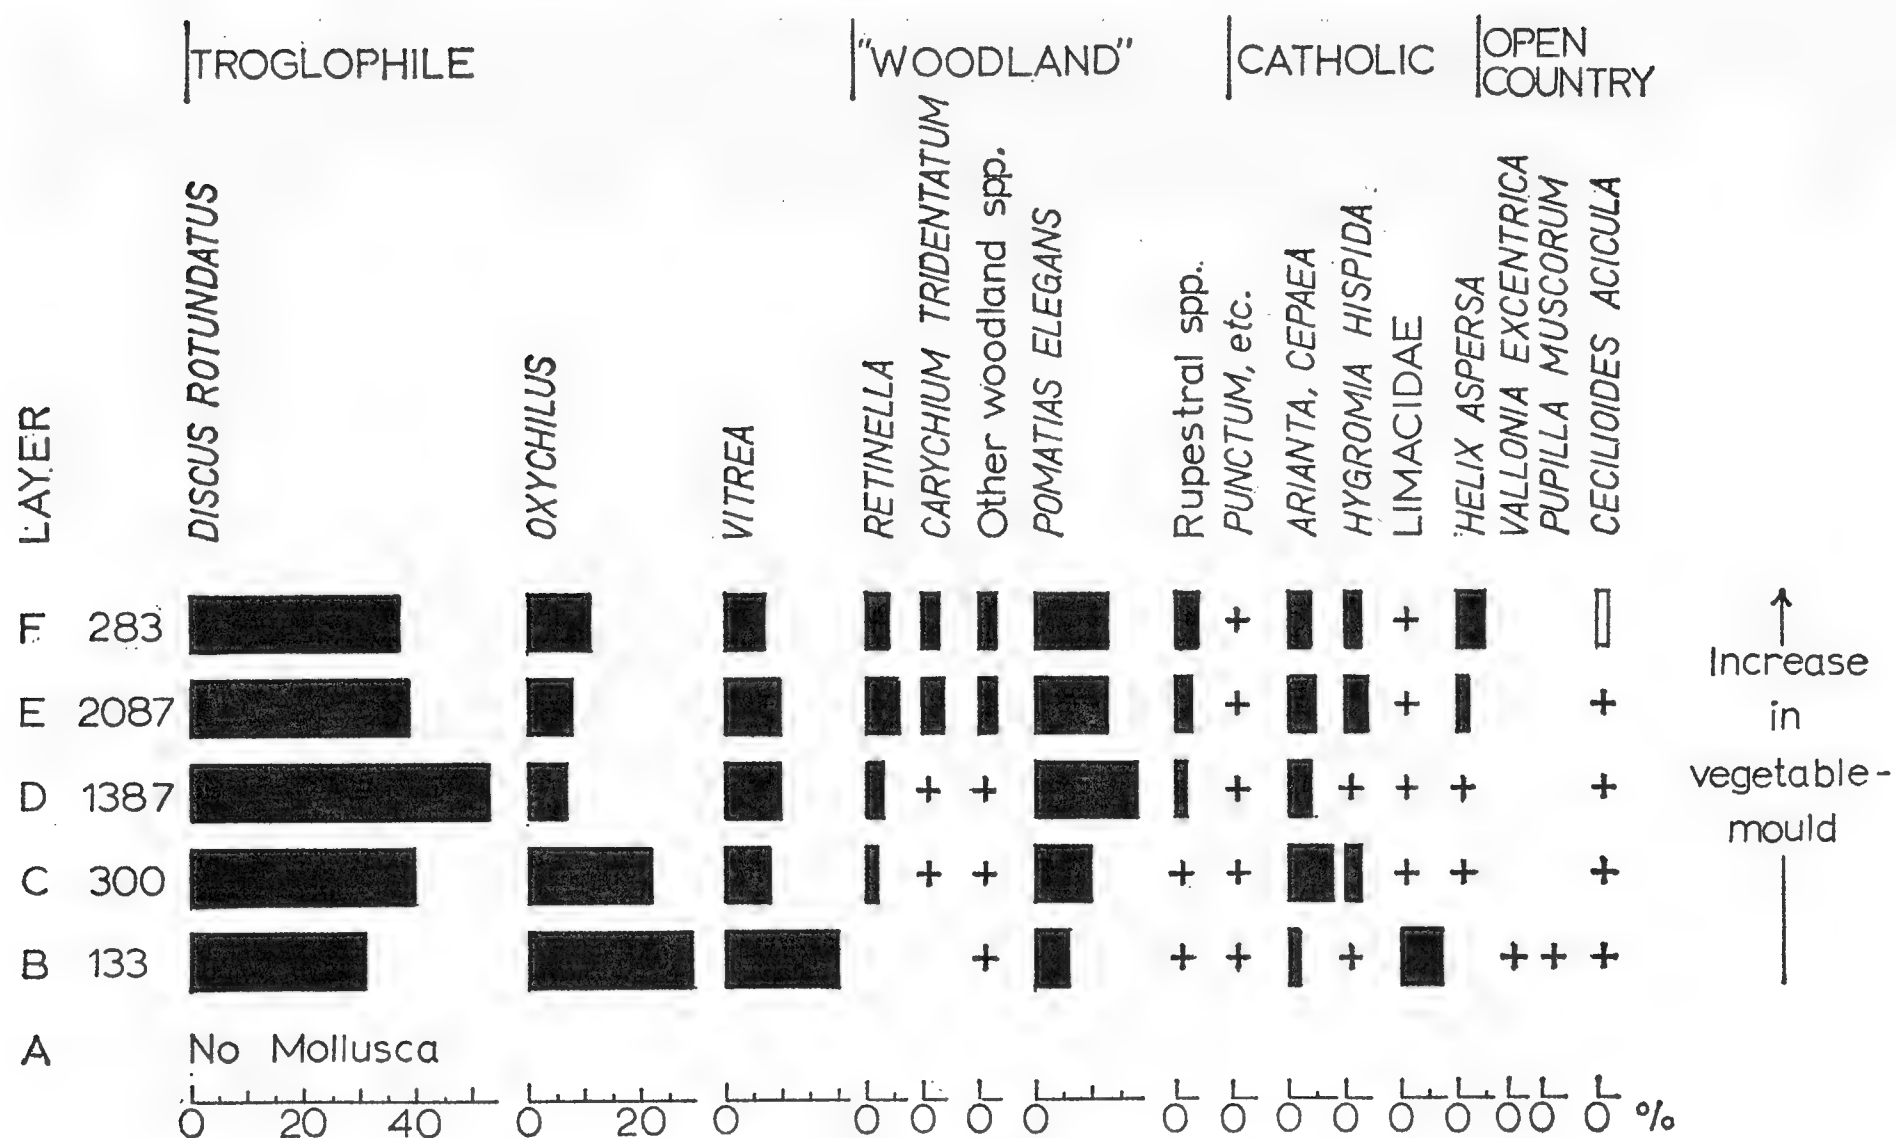 TROGLOPHILE
"WOODLAND"
CATHOLIC
OPEN
COUNTRY
LAYER
DISCUS ROTUNDATUS
OXYCHILUS
VITREA
RETINELLA
CARYCHIUM TRIDENTATUM
Other woodland spp.
POMATIAS ELEGANS
Rupestral spp.
PUNCTUM, etc.
ARIANTA, CEPAEA
HYGROMIA HISPIDA
LIMACIDAE
HELIX ASPERSA
VALLONIA EXCENTRICA
PUPILLA MUSCORUM
CECILIOIDES ACICULA
F 283 + +
E 2087 + + +
D 1387 + + + + + + +
C 300 + + + + + + +
B 133 + + + + + + +
A No Mollusca
Increase
in
vegetable-
mould
0 20 40 0 20 0 0 0 0 0 0 0 0 0 0 0 0 0 0 %